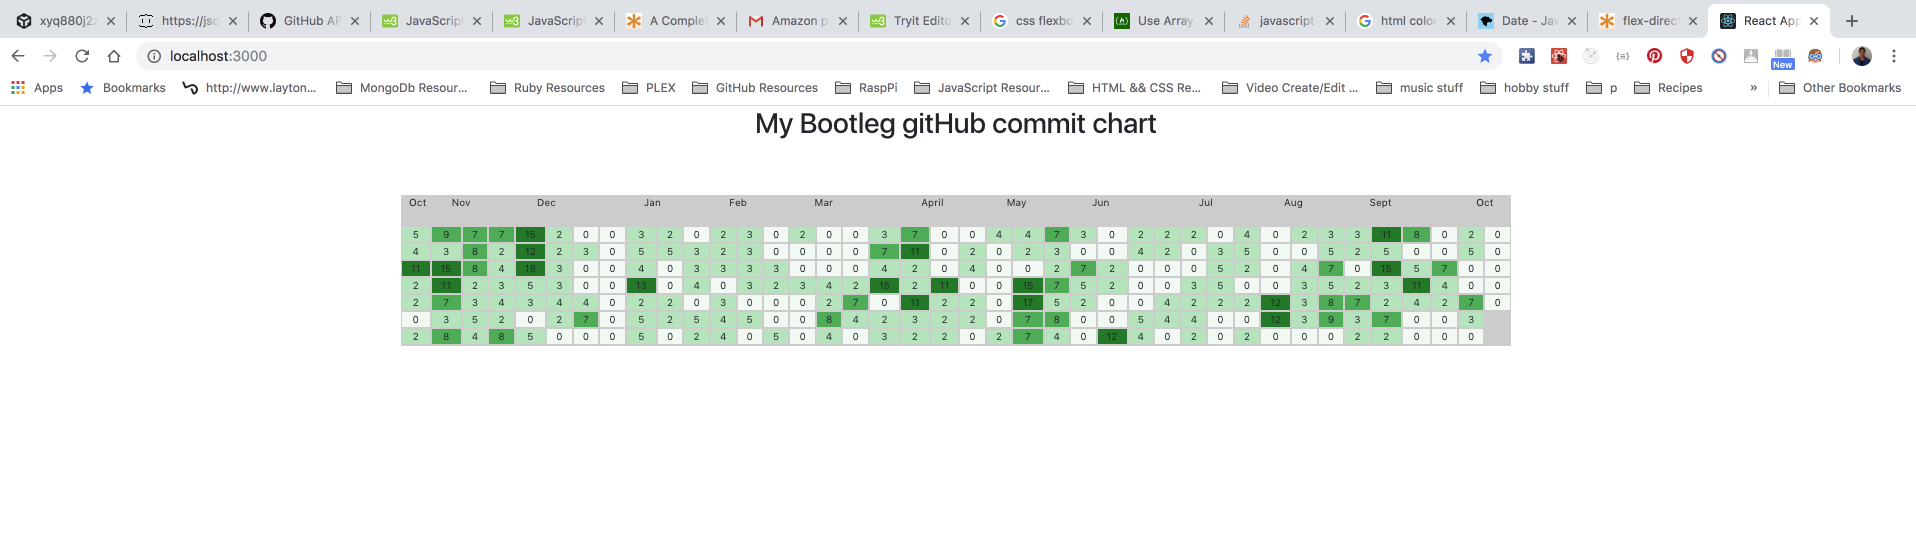 xyq880j2z https://jso GitHub AP JavaScript JavaScript A Complet Amazon p Tryit Edito css flexbo Use Array javascript html color Date - Jav flex-direc React App
localhost:3000
New
Apps Bookmarks http://www.layton... MongoDb Resour... Ruby Resources PLEX GitHub Resources RaspPi JavaScript Resour... HTML && CSS Re... Video Create/Edit ... music stuff hobby stuff p Recipes » Other Bookmarks
My Bootleg gitHub commit chart
Oct Nov Dec Jan Feb Mar April May Jun Jul Aug Sept Oct
5 9 7 7 15 2 0 0 3 2 0 2 3 0 2 0 0 3 7 0 0 4 4 7 3 0 2 2 2 0 4 0 2 3 3 11 8 0 2 0
4 3 8 2 12 2 3 0 5 5 3 2 3 0 0 0 0 7 11 0 2 0 2 3 0 0 4 2 0 3 5 0 0 5 2 5 0 0 5 0
11 15 8 4 18 3 0 0 4 0 3 3 3 3 0 0 0 4 2 0 4 0 0 2 7 2 0 0 0 5 2 0 4 7 0 15 5 7 0 0
2 11 2 3 5 3 0 0 13 0 4 0 3 2 3 4 2 15 2 11 0 0 15 7 5 2 0 0 3 5 0 0 3 5 2 3 11 4 0 0
2 7 3 4 3 4 4 0 2 2 0 3 0 0 0 2 7 0 11 2 2 0 17 5 2 0 0 4 2 2 2 12 3 8 7 2 4 2 7 0
0 3 5 2 0 2 7 0 5 2 5 4 5 0 0 8 4 2 3 2 2 0 7 8 0 0 5 4 4 0 0 12 3 9 3 7 0 0 3
2 8 4 8 5 0 0 0 5 0 2 4 0 5 0 4 0 3 2 2 0 2 7 4 0 12 4 0 2 0 2 0 0 0 2 2 0 0 0